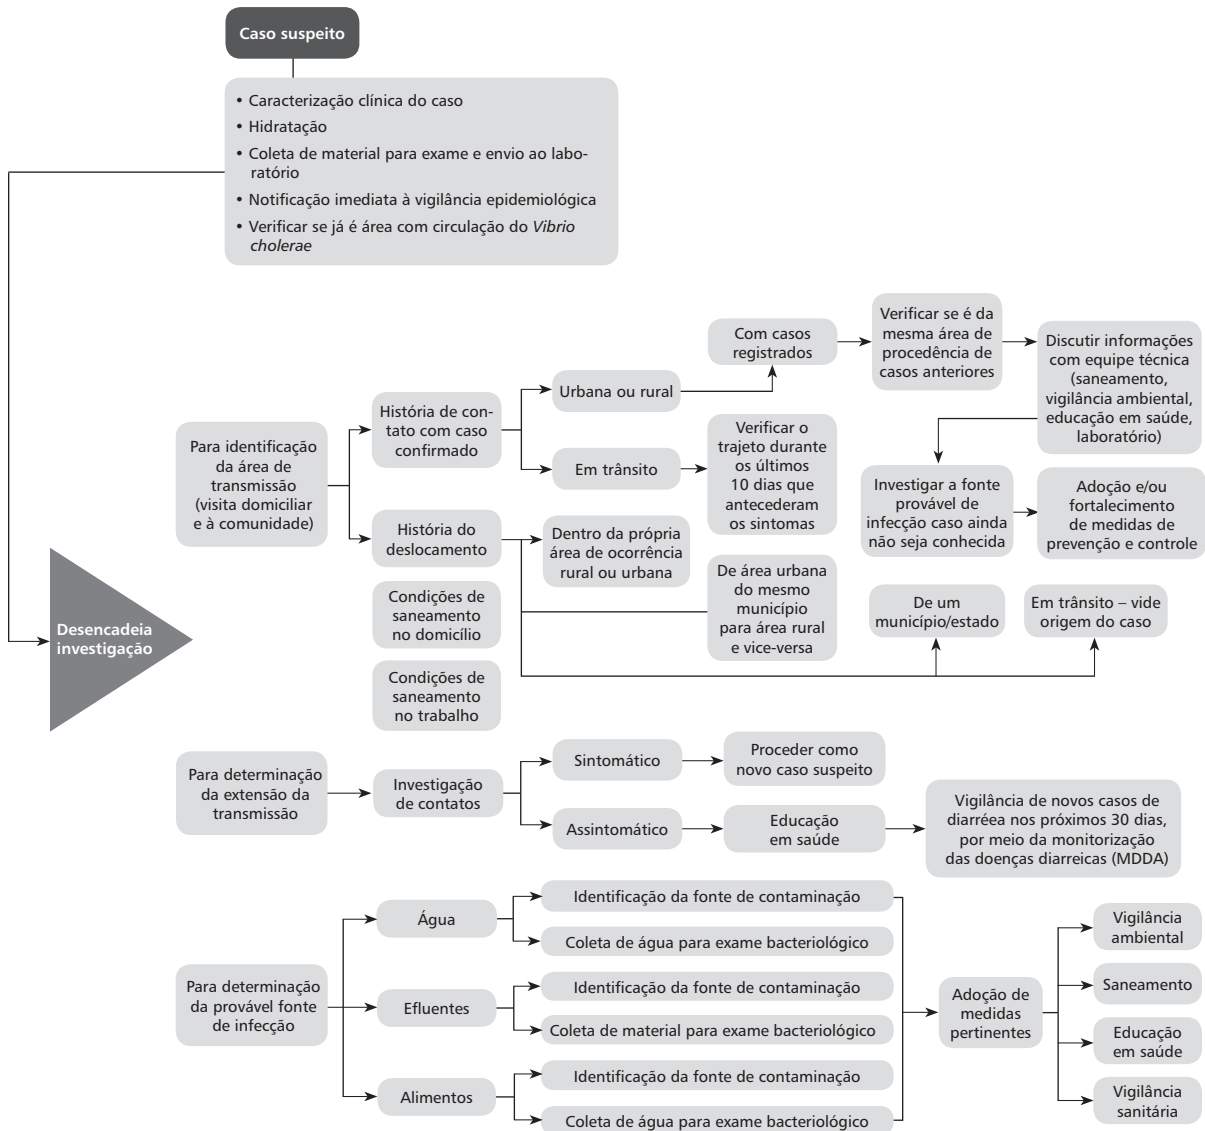 Caso suspeito
• Caracterização clínica do caso
• Hidratação
• Coleta de material para exame e envio ao labo-
ratório
• Notificação imediata à vigilância epidemiológica
• Verificar se já é área com circulação do Vibrio
cholerae
Desencadeia
investigação
Para identificação
da área de
transmissão
(visita domiciliar
e à comunidade)
História de con-
tato com caso
confirmado
Urbana ou rural
Com casos
registrados
Verificar se é da
mesma área de
procedência de
casos anteriores
Discutir informações
com equipe técnica
(saneamento,
vigilância ambiental,
educação em saúde,
laboratório)
Investigar a fonte
provável de
infecção caso ainda
não seja conhecida
Adoção e/ou
fortalecimento
de medidas de
prevenção e controle
Em trânsito
Verificar o
trajeto durante
os últimos
10 dias que
antecederam
os sintomas
História do
deslocamento
Dentro da própria
área de ocorrência
rural ou urbana
De área urbana
do mesmo
município
para área rural
e vice-versa
De um
município/estado
Em trânsito – vide
origem do caso
Condições de
saneamento
no domicílio
Condições de
saneamento
no trabalho
Para determinação
da extensão da
transmissão
Investigação
de contatos
Sintomático
Proceder como
novo caso suspeito
Assintomático
Educação
em saúde
Vigilância de novos casos de
diarréea nos próximos 30 dias,
por meio da monitorização
das doenças diarreicas (MDDA)
Para determinação
da provável fonte
de infecção
Água
Identificação da fonte de contaminação
Coleta de água para exame bacteriológico
Efluentes
Identificação da fonte de contaminação
Coleta de material para exame bacteriológico
Alimentos
Identificação da fonte de contaminação
Coleta de água para exame bacteriológico
Adoção de
medidas
pertinentes
Vigilância
ambiental
Saneamento
Educação
em saúde
Vigilância
sanitária